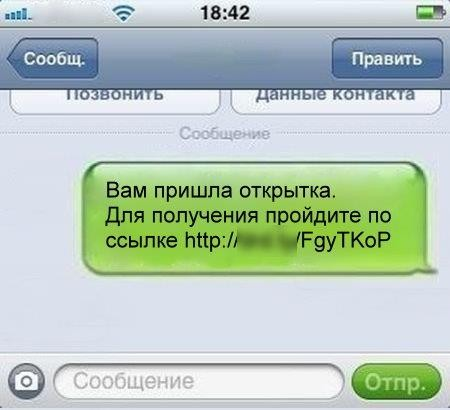 18:42
Сообщ.
Править
Позвонить
Данные контакта
Сообщение
Вам пришла открытка.
Для получения пройдите по
ссылке http:// /FgyTKoP
Сообщение
Отпр.